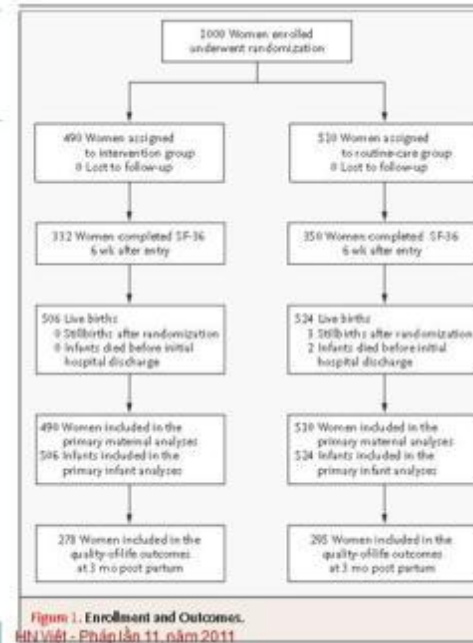 1000 Women enrolled
underwent randomization
490 Women assigned
to intervention group
0 Lost to follow-up
510 Women assigned
to routine-care group
0 Lost to follow-up
332 Women completed SF-36
6 wk after entry
350 Women completed SF-36
6 wk after entry
506 Live births
0 Stillbirths after randomization
0 Infants died before initial
hospital discharge
524 Live births
3 Stillbirths after randomization
2 Infants died before initial
hospital discharge
490 Women included in the
primary maternal analyses
506 Infants included in the
primary infant analyses
510 Women included in the
primary maternal analyses
524 Infants included in the
primary infant analyses
278 Women included in the
quality-of-life outcomes
at 3 mo post partum
295 Women included in the
quality-of-life outcomes
at 3 mo post partum
Figure 1. Enrollment and Outcomes.
HN Việt - Pháp lần 11, năm 2011